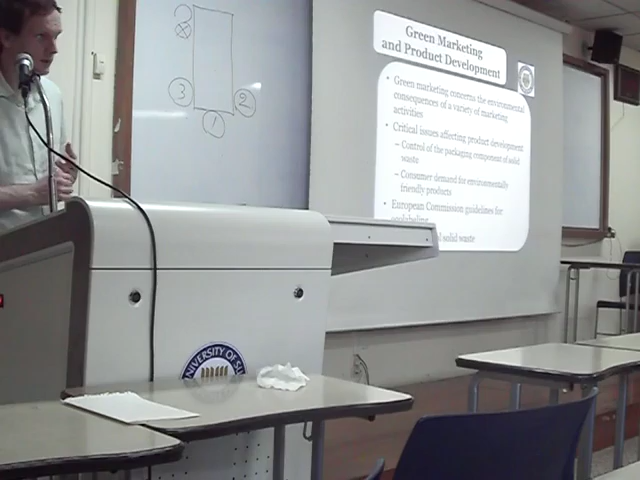 2
3
2
1
Green Marketing
and Product Development
• Green marketing concerns the environmental
consequences of a variety of marketing
activities
• Critical issues affecting product development
– Control of the packaging component of solid
waste
– Consumer demand for environmentally
friendly products
• European Commission guidelines for
ecolabeling
solid waste
UNIVERSITY OF